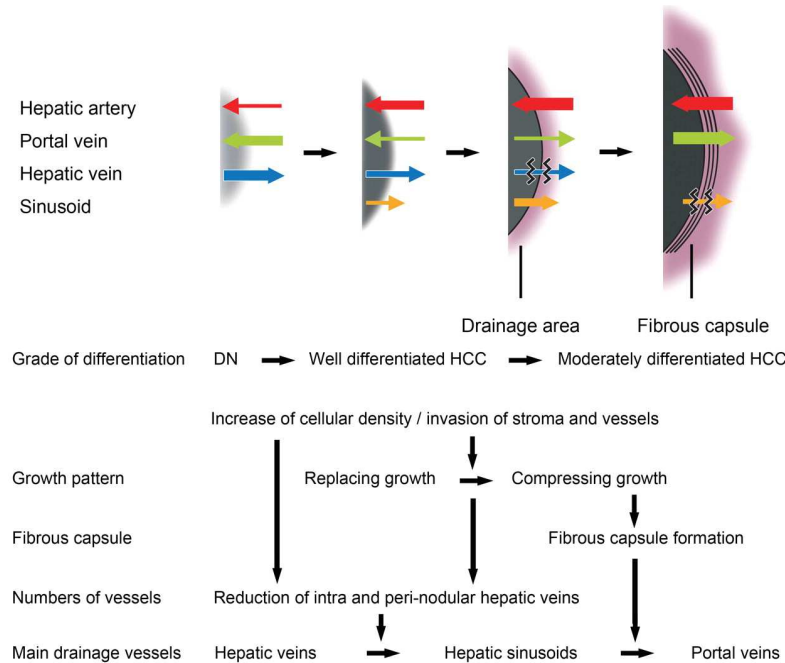 Hepatic artery
Portal vein
Hepatic vein
Sinusoid
Drainage area
Fibrous capsule
Grade of differentiation DN Well differentiated HCC Moderately differentiated HCC
Increase of cellular density / invasion of stroma and vessels
Growth pattern Replacing growth Compressing growth
Fibrous capsule Fibrous capsule formation
Numbers of vessels Reduction of intra and peri-nodular hepatic veins
Main drainage vessels Hepatic veins Hepatic sinusoids Portal veins